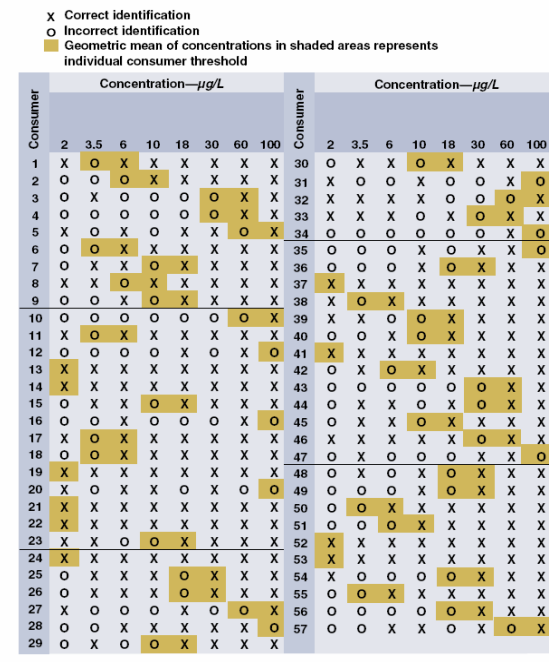 X Correct identification
O Incorrect identification
Geometric mean of concentrations in shaded areas represents
individual consumer threshold
Consumer
Concentration—µg/L
2 3.5 6 10 18 30 60 100
1 X O X X X X X X
2 O O O X X X X X
3 O X O O O O X X
4 O O O O O O X X
5 X O X O X X O X
6 O O X X X X X X
7 O X X O X X X X
8 X X O X X X X X
9 O O X O X X X X
10 O O O O O O O X
11 X O X X X X X X
12 O O O O X O X O
13 X X X X X X X X
14 X X X X X X X X
15 O X X O X X X X
16 O O X O O O X O
17 X O X X X X X X
18 O O X X X X X X
19 X X X X X X X X
20 X O X X O X O O
21 X X X X X X X X
22 X X X X X X X X
23 X X O O X X X X
24 X X X X X X X X
25 O X X X O X X X
26 O X X X O X X X
27 X O O O X O O X
28 O O X X X X X O
29 O X O O X X X X
Consumer
Concentration—µg/L
2 3.5 6 10 18 30 60 100
30 O X X O X X X X
31 X O O X O O X O
32 X X X X O O O X
33 X X X O X O X X
34 O O O O O O X O
35 O O O X O X X O
36 O O O X O X X X
37 X X X X X X X X
38 X O X X X X X X
39 X X O O X X X X
40 O O X O X X X X
41 X X X X X X X X
42 O X O X X X X X
43 O O O O O O X X
44 O X X O X O X X
45 O X O O X X X X
46 X X X X X O X X
47 O X O O O X X O
48 O X O X O X X X
49 O O O X O X X X
50 O O X X X X X X
51 O O O X X X X X
52 X X X X X X X X
53 X X X X X X X X
54 X O O O O X X X
55 O O X X X X X X
56 O O O O O X X X
57 O O X X O X O X